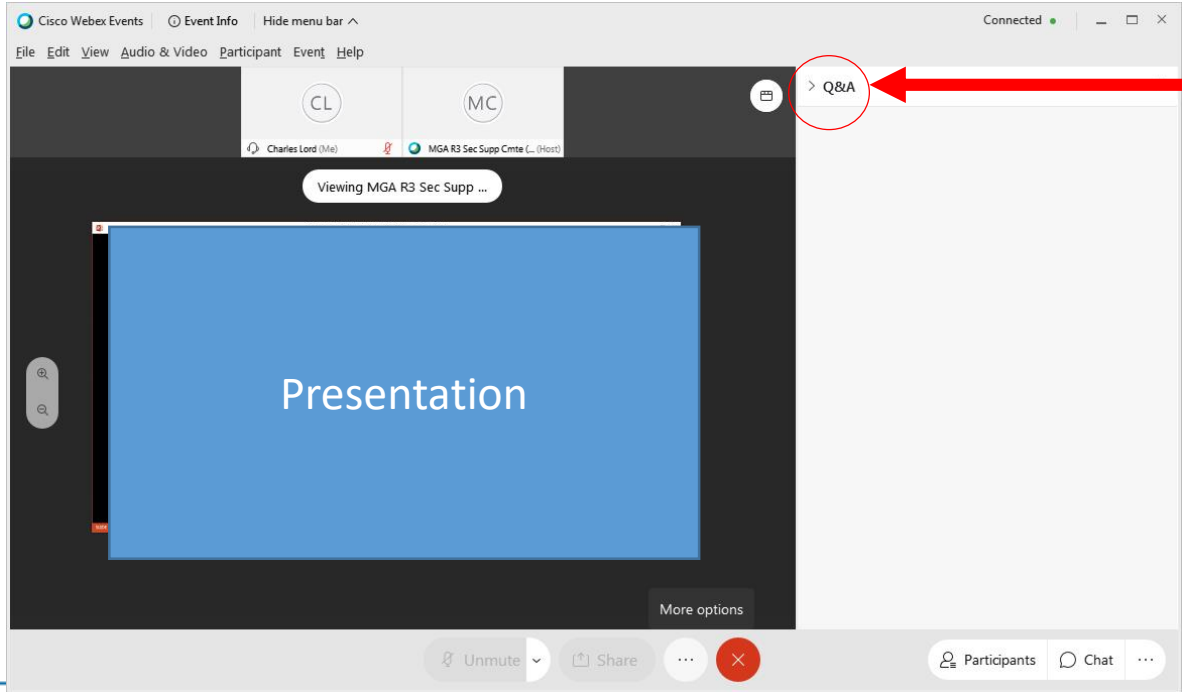 Cisco Webex Events Event Info Hide menu bar Connected
File Edit View Audio & Video Participant Event Help
Q&A
CL MC
Charles Lord (Me) MGA R3 Sec Supp Cmte (... (Host)
Viewing MGA R3 Sec Supp ...
Presentation
More options
Unmute Share ... Participants Chat ...